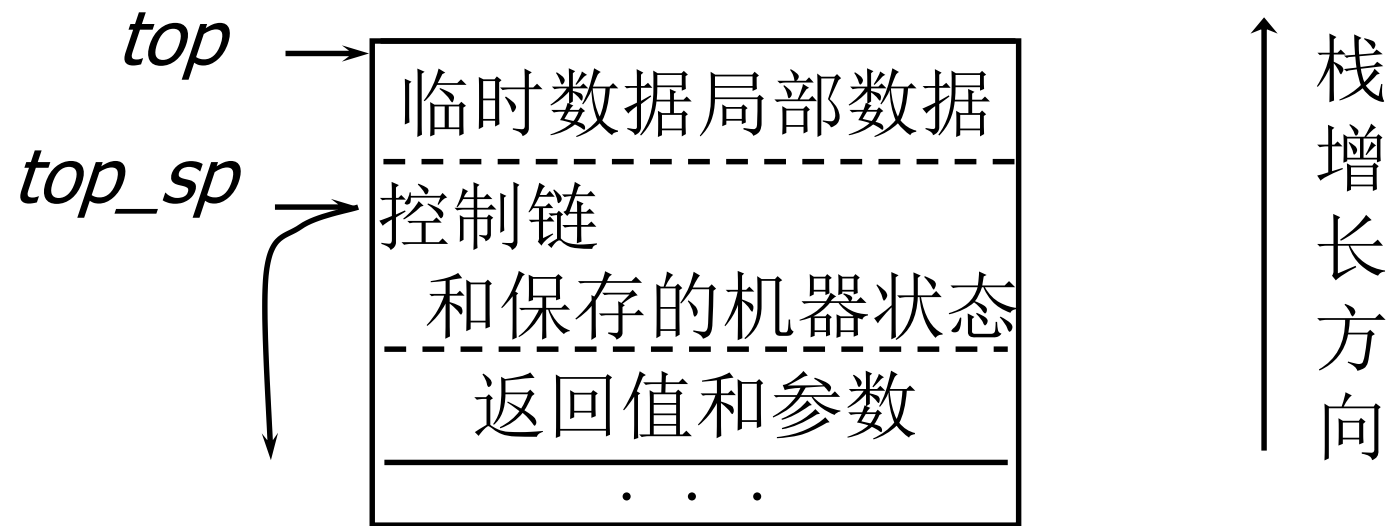 top
临时数据局部数据
top_sp
控制链
和保存的机器状态
返回值和参数
. . .
栈增长方向